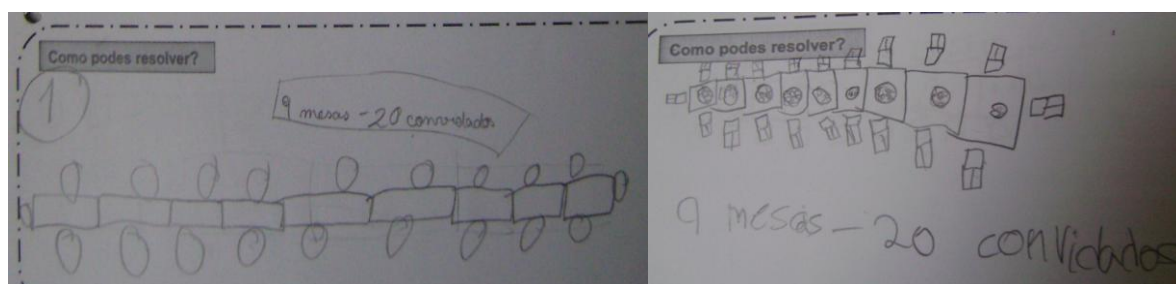 Como podes resolver?
1
9 mesas - 20 convidados
Como podes resolver?
9 mesas - 20 convidados